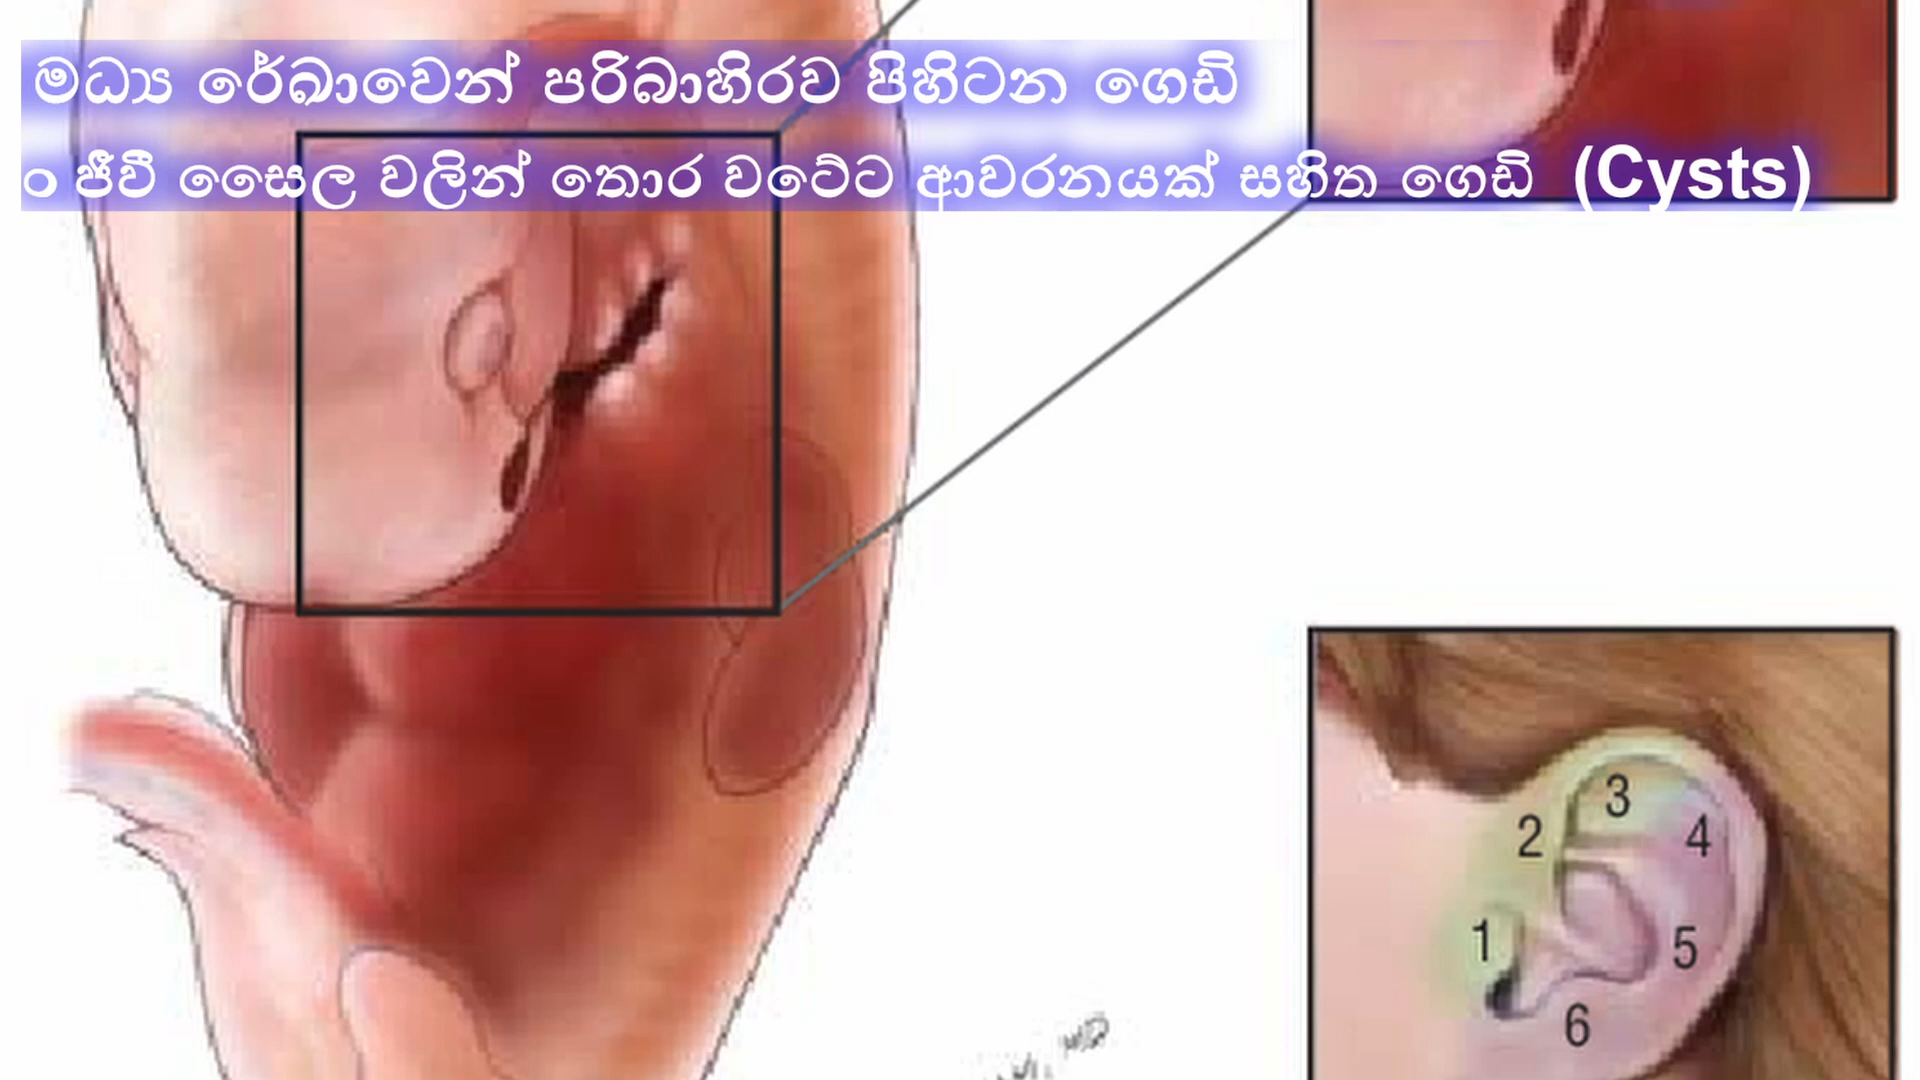 මධ්‍ය රේඛාවෙන් පරිබාහිරව පිහිටන ගෙඩි
o ජීවී සෛල වලින් තොර වටේට ආවරනයක් සහිත ගෙඩි (Cysts)
3
2 4
1 5
6